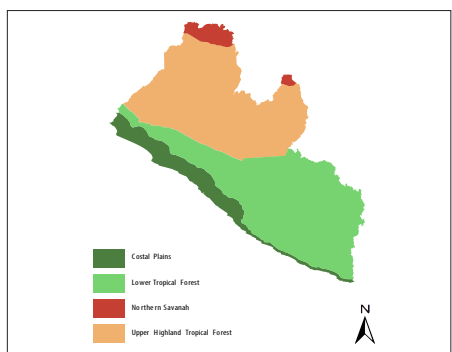 Costal Plains
Lower Tropical Forest
Northern Savanah
Upper Highland Tropical Forest
N